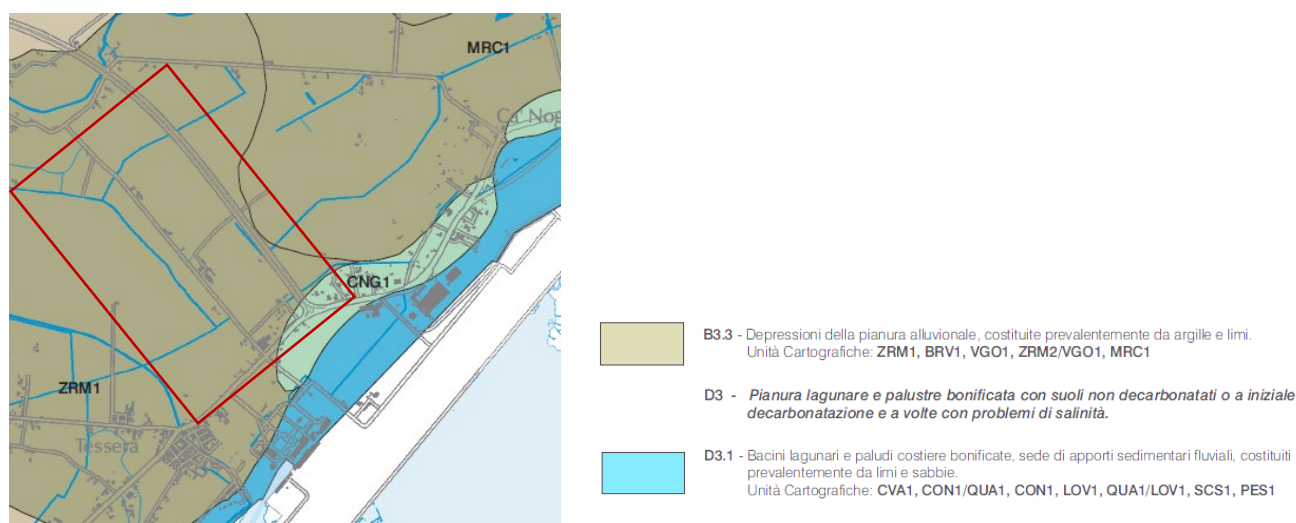 MRC1
Ca' Nog
CNG.1
ZRM1
Tessera
B3.3 - Depressioni della pianura alluvionale, costituite prevalentemente da argille e limi.
Unità Cartografiche: ZRM1, BRV1, VGO1, ZRM2/VGO1, MRC1
D3 - Pianura lagunare e palustre bonificata con suoli non decarbonatati o a iniziale
decarbonatazione e a volte con problemi di salinità.
D3.1 - Bacini lagunari e paludi costiere bonificate, sede di apporti sedimentari fluviali, costituiti
prevalentemente da limi e sabbie.
Unità Cartografiche: CVA1, CON1/QUA1, CON1, LOV1, QUA1/LOV1, SCS1, PES1